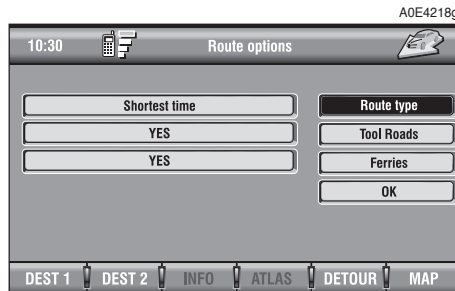 A0E4218g
10:30 Route options
Shortest time Route type
YES Tool Roads
YES Ferries
OK
DEST 1 DEST 2 INFO ATLAS DETOUR MAP